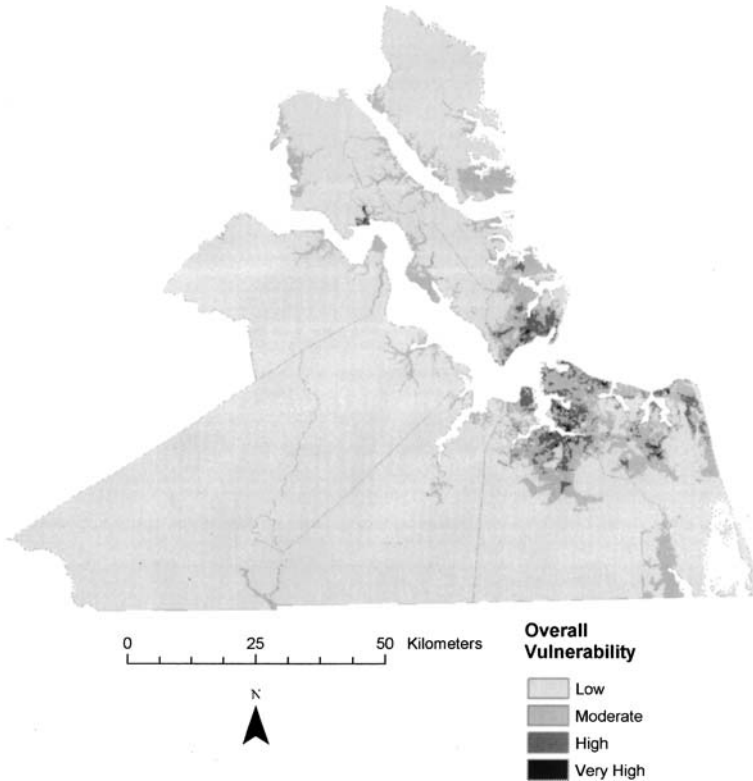 0 25 50 Kilometers
N
Overall
Vulnerability
Low
Moderate
High
Very High